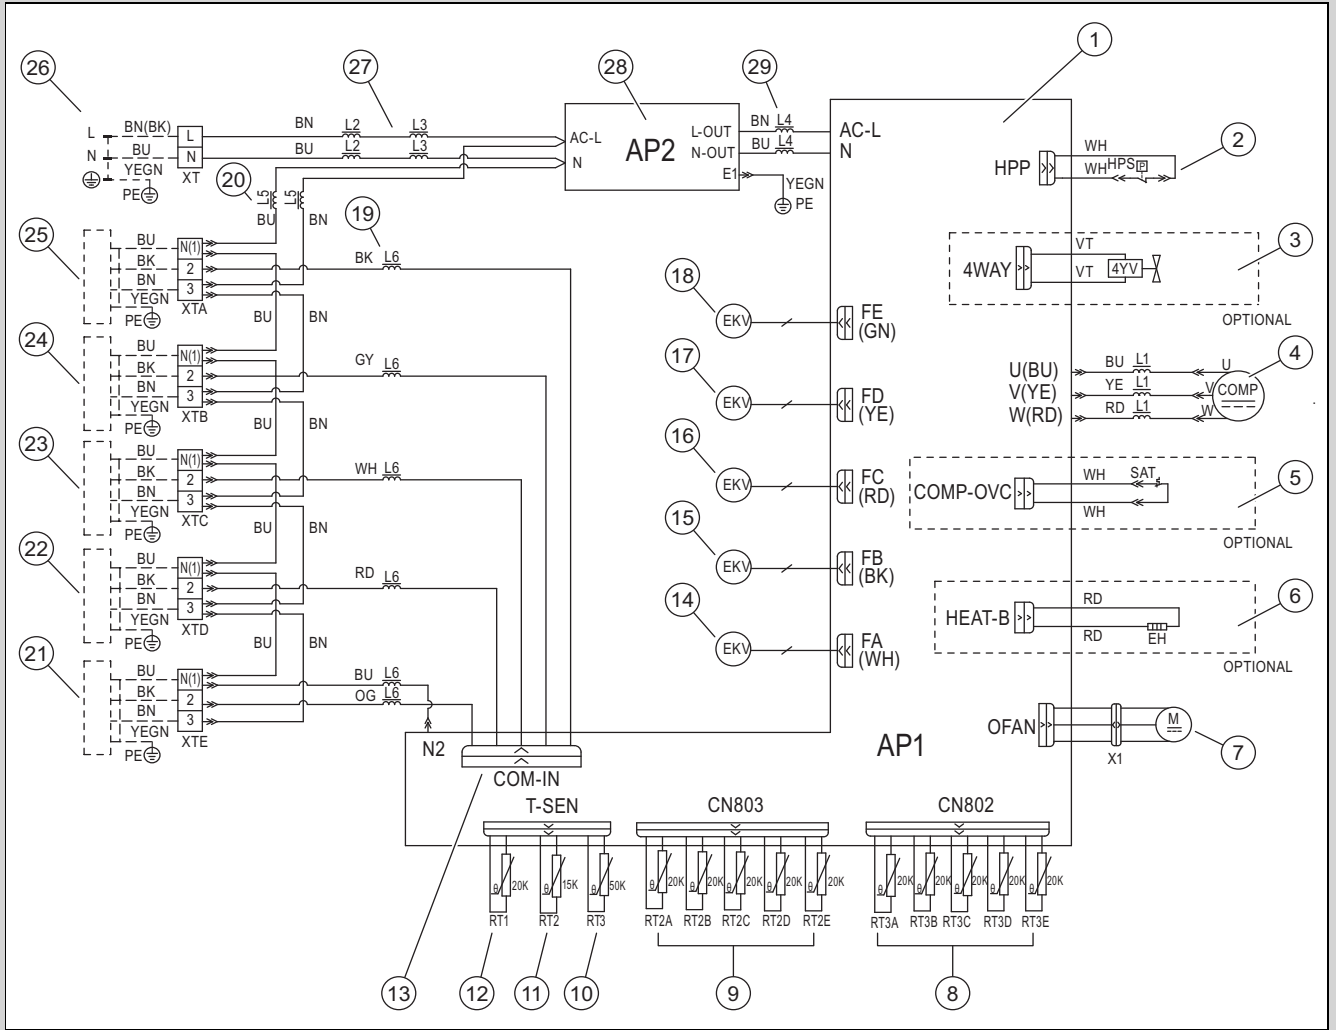 1
26 27 28 29
L BN(BK) L BN L2 L3
N BU N BU L2 L3
YEGN XT
PE
AC-L L-OUT BN L4 AC-L
N AP2 N-OUT BU L4 N
E1 YEGN
PE
2
HPP WH
WH HPS P
20 L5 L5
BU BN
19
25 BU N(1)
BK 2 BK L6
BN 3
YEGN XTA
PE BU BN
3
4WAY VT
VT 4YV
OPTIONAL
18 EKV FE
(GN)
24 BU N(1)
BK 2 GY L6
BN 3
YEGN XTB
PE BU BN
17 EKV FD
(YE)
4
U(BU) BU L1 U
V(YE) YE L1 V COMP
W(RD) RD L1 W
23 BU N(1)
BK 2 WH L6
BN 3
YEGN XTC
PE BU BN
16 EKV FC
(RD)
5
COMP-OVC WH SAT
WH
OPTIONAL
22 BU N(1)
BK 2 RD L6
BN 3
YEGN XTD
PE BU BN
15 EKV FB
(BK)
6
HEAT-B RD
RD EH
OPTIONAL
14 EKV FA
(WH)
21 BU N(1) BU L6
BK 2 OG L6
BN 3
YEGN XTE
PE
N2
COM-IN
AP1
OFAN M
X1
7
T-SEN CN803 CN802
θ 20K θ 15K θ 50K θ 20K θ 20K θ 20K θ 20K θ 20K θ 20K θ 20K θ 20K θ 20K θ 20K
RT1 RT2 RT3 RT2A RT2B RT2C RT2D RT2E RT3A RT3B RT3C RT3D RT3E
13 12 11 10 9 8